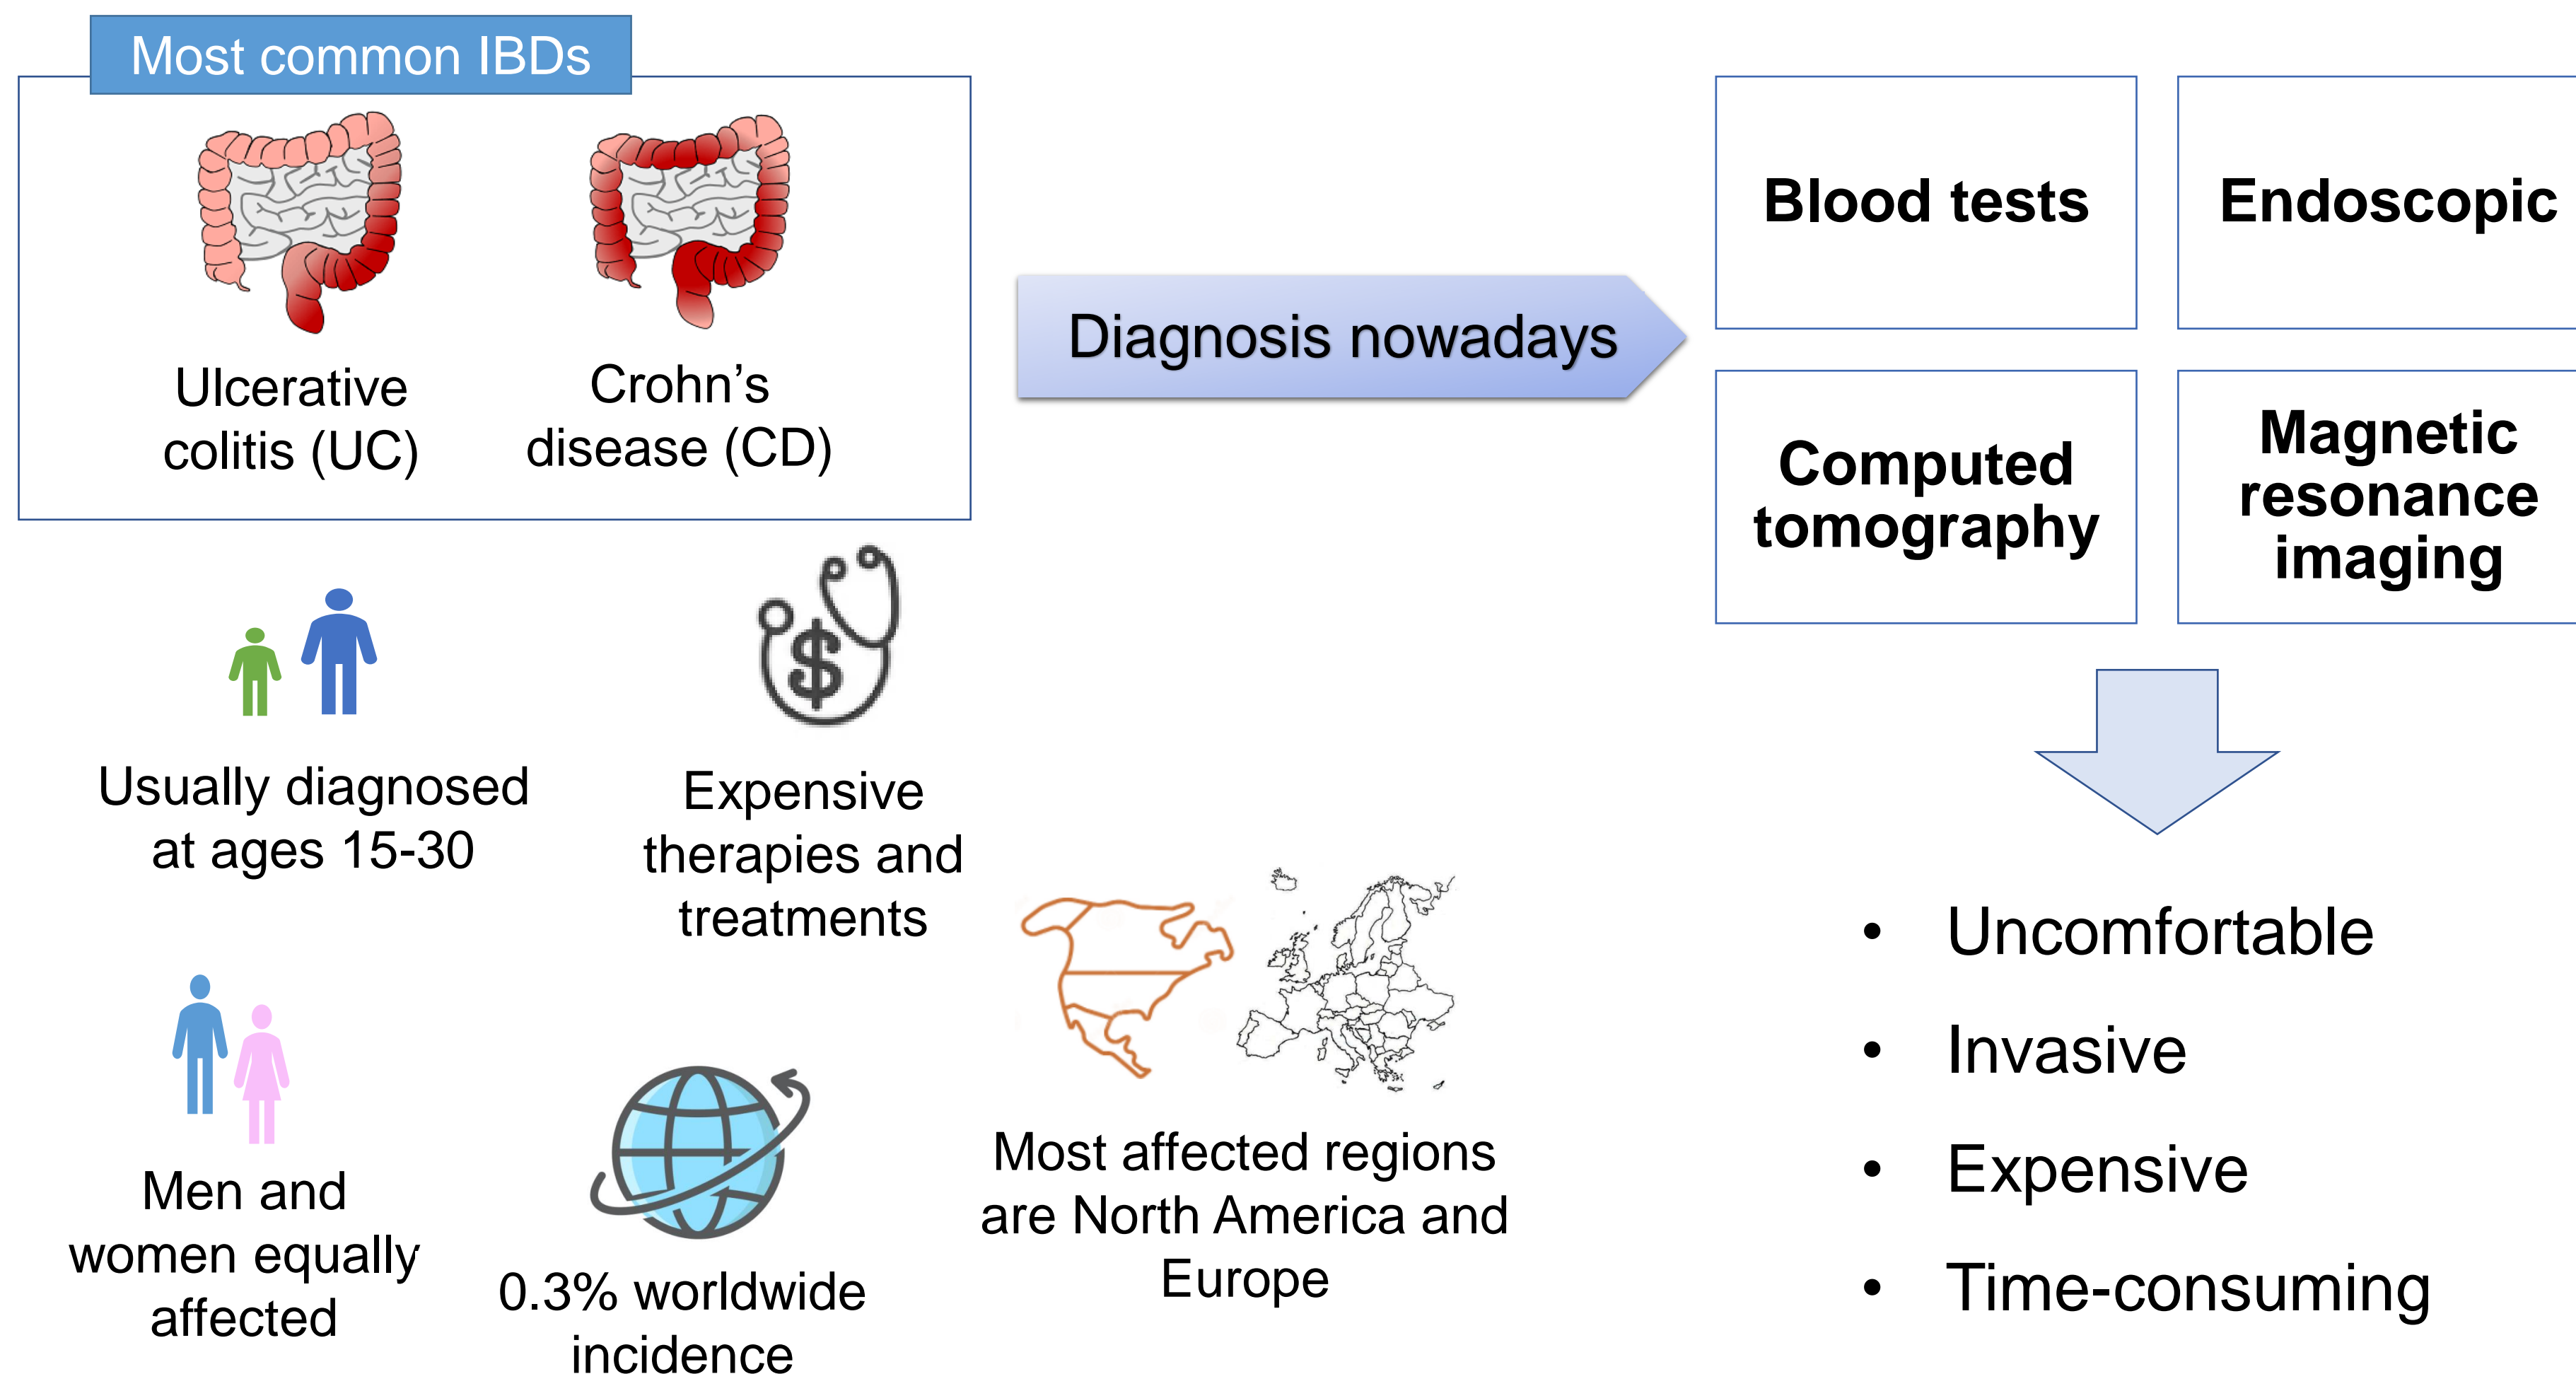 Most common IBDs
Ulcerative
colitis (UC)
Crohn’s
disease (CD)
Diagnosis nowadays
Blood tests
Endoscopic
Computed
tomography
Magnetic
resonance
imaging
Usually diagnosed
at ages 15-30
$
Expensive
therapies and
treatments
Men and
women equally
affected
0.3% worldwide
incidence
Most affected regions
are North America and
Europe
• Uncomfortable
• Invasive
• Expensive
• Time-consuming